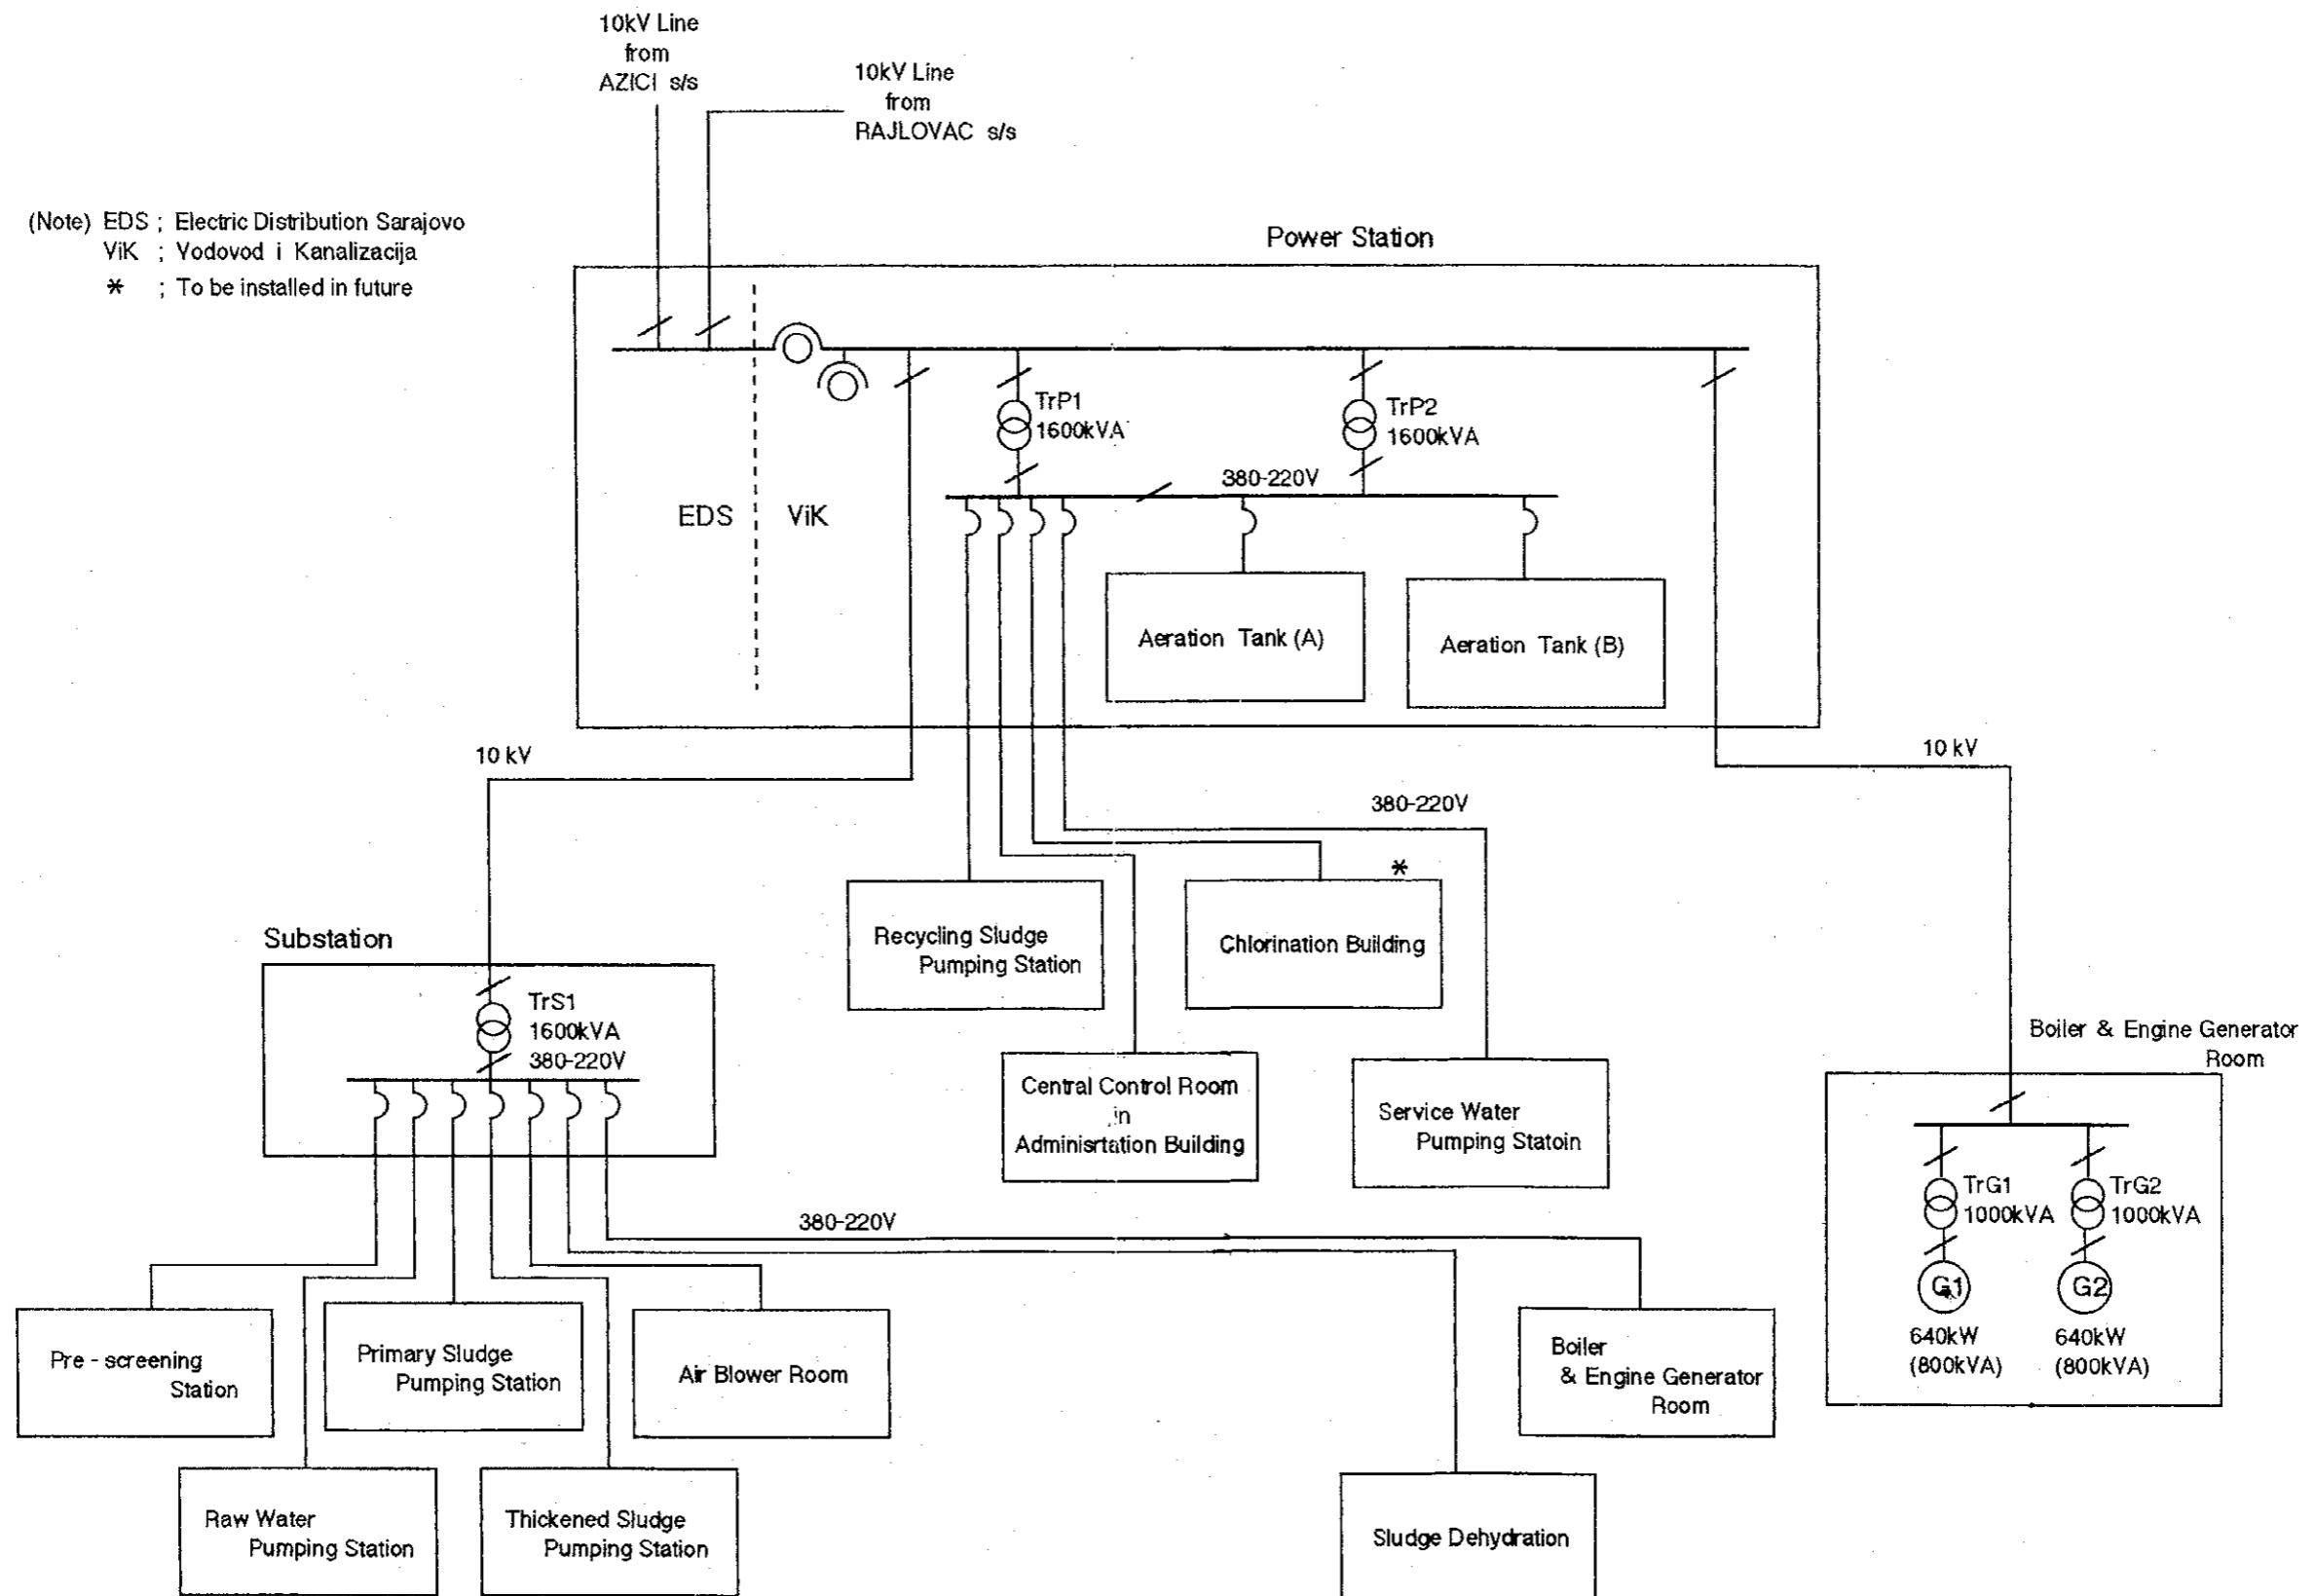 10kV Line
from
AZICI s/s
10kV Line
from
RAJLOVAC s/s
(Note) EDS ; Electric Distribution Sarajovo
ViK ; Vodovod i Kanalizacija
* ; To be installed in future
Power Station
TrP1
1600kVA
TrP2
1600kVA
380-220V
EDS
ViK
Aeration Tank (A)
Aeration Tank (B)
10 kV
10 kV
380-220V
*
Recycling Sludge
Pumping Station
Chlorination Building
Substation
TrS1
1600kVA
380-220V
Central Control Room
in
Adminisrtation Building
Service Water
Pumping Statoin
Boiler & Engine Generator
Room
TrG1
1000kVA
TrG2
1000kVA
G1
G2
640kW
(800kVA)
640kW
(800kVA)
380-220V
Pre - screening
Station
Primary Sludge
Pumping Station
Air Blower Room
Boiler
& Engine Generator
Room
Raw Water
Pumping Station
Thickened Sludge
Pumping Station
Sludge Dehydration